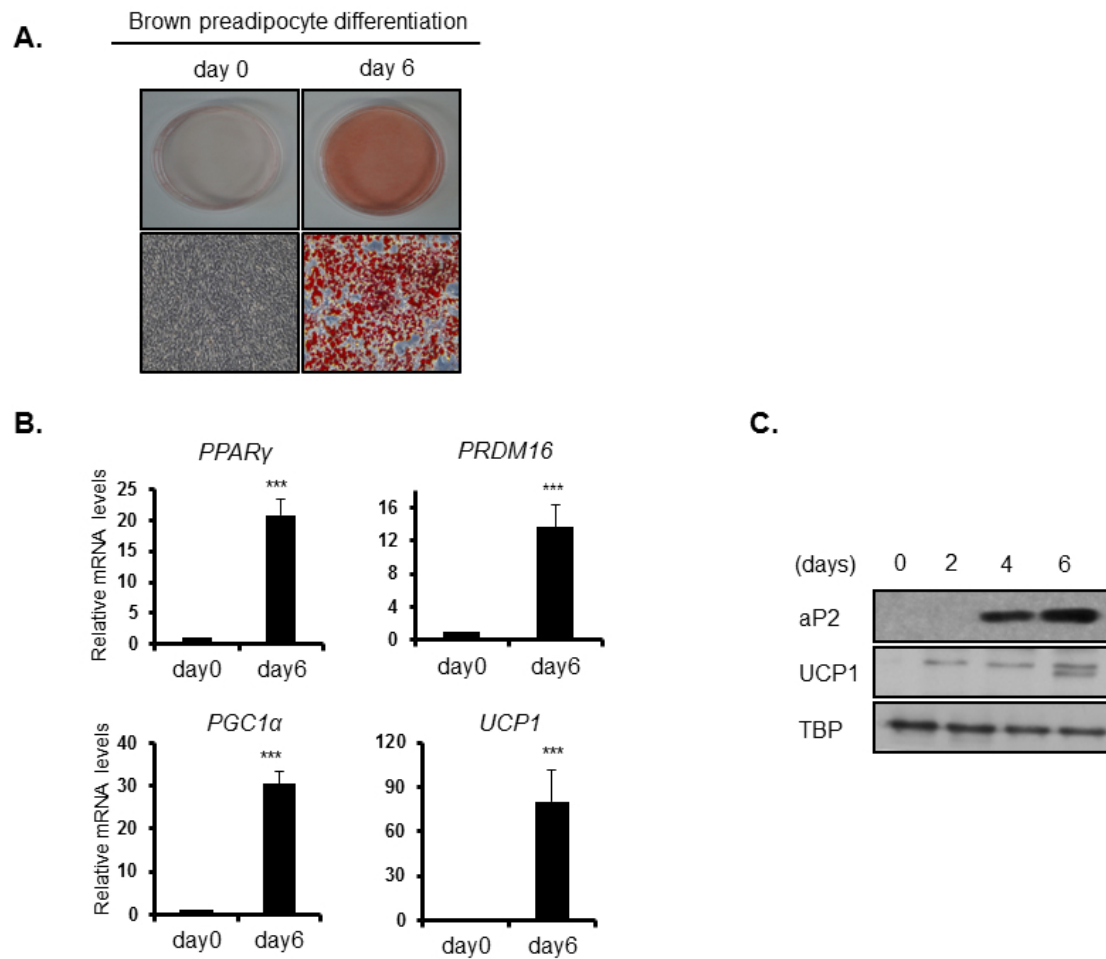 A.
Brown preadipocyte differentiation
day 0 day 6
B.
PPARγ
Relative mRNA levels
25
20
15
10
5
0
***
day0 day6
PRDM16
16
12
8
4
0
***
day0 day6
PGC1α
Relative mRNA levels
40
30
20
10
0
***
day0 day6
UCP1
120
90
60
30
0
***
day0 day6
C.
(days) 0 2 4 6
aP2
UCP1
TBP